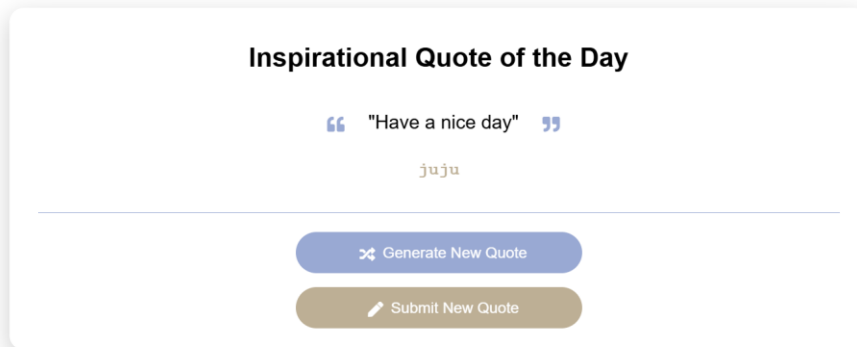 Inspirational Quote of the Day
"Have a nice day"
juju
Generate New Quote
Submit New Quote